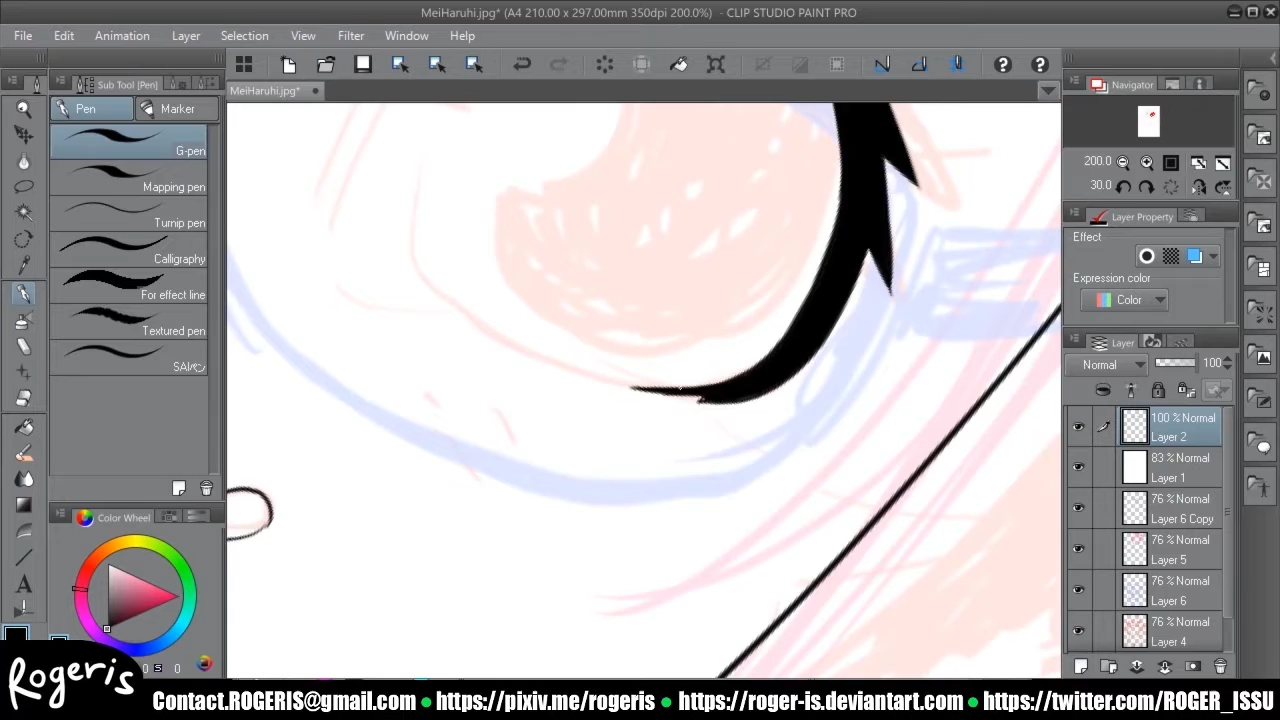 MeiHaruhi.jpg* (A4 210.00 x 297.00mm 350dpi 200.0%) - CLIP STUDIO PAINT PRO
File Edit Animation Layer Selection View Filter Window Help
Sub Tool [Pen]
MeiHaruhi.jpg*
Navigator
Pen Marker
G-pen
Mapping pen
Turnip pen
Calligraphy
For effect line
Textured pen
200.0
30.0
Layer Property
Effect
Expression color
Color
Layer
Normal 100
100 % Normal
Layer 2
83 % Normal
Layer 1
76 % Normal
Layer 6 Copy
76 % Normal
Layer 5
76 % Normal
Layer 6
76 % Normal
Layer 4
Color Wheel
0 S 0
Rogeris
Contact.ROGERIS@gmail.com https://pixiv.me/rogeris https://roger-is.deviantart.com https://twitter.com/ROGER_ISSU